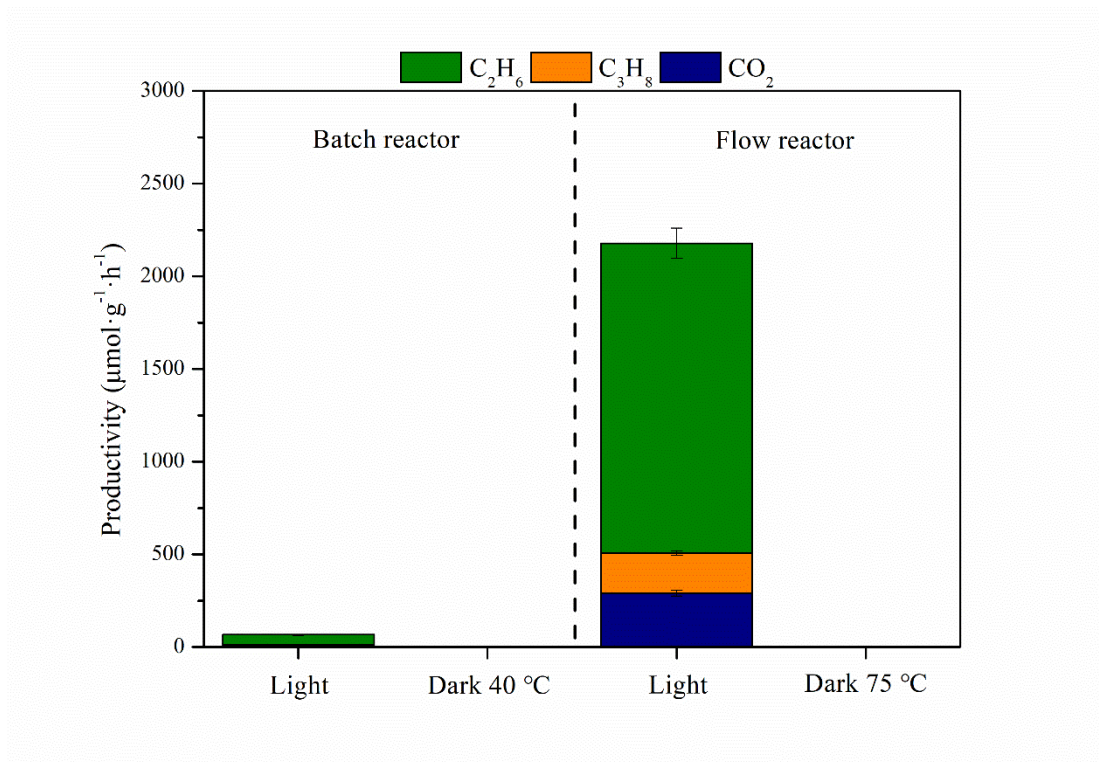 C₂H₆ C₃H₈ CO₂
3000
Batch reactor Flow reactor
2500
2000
1500
1000
500
0
Productivity (μmol·g⁻¹·h⁻¹)
Light Dark 40 °C Light Dark 75 °C